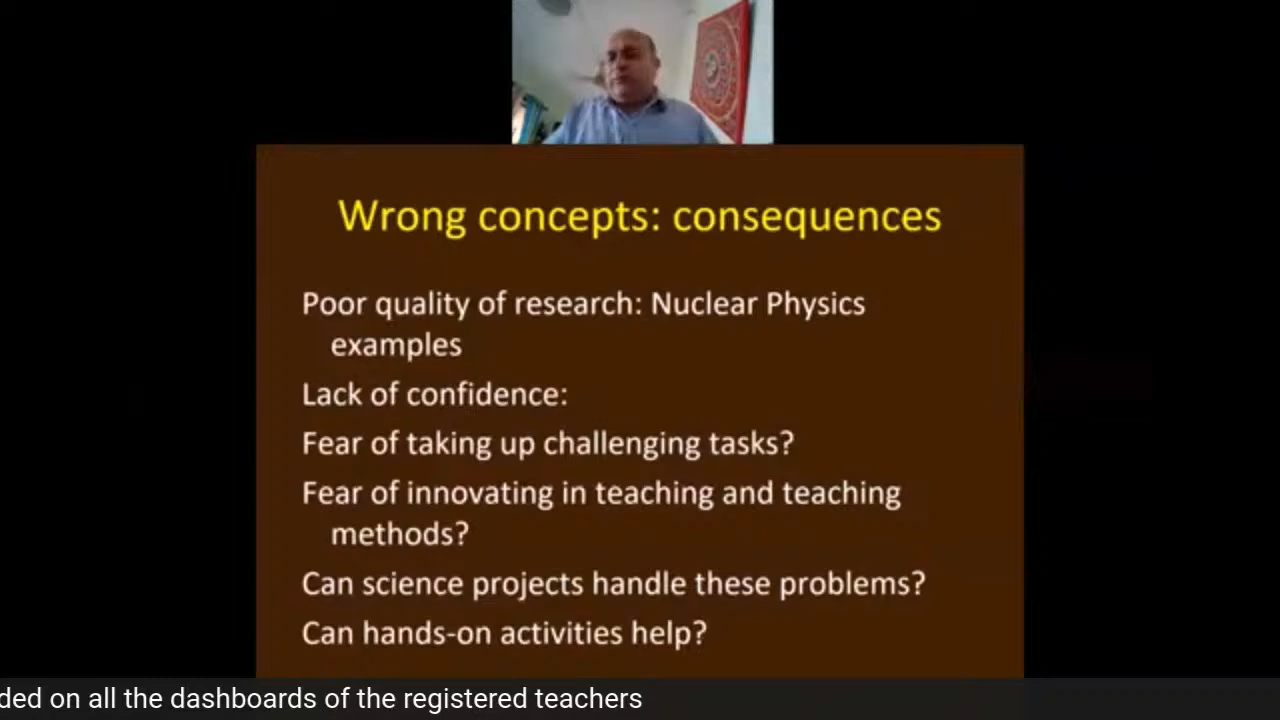 Wrong concepts: consequences
Poor quality of research: Nuclear Physics
examples
Lack of confidence:
Fear of taking up challenging tasks?
Fear of innovating in teaching and teaching
methods?
Can science projects handle these problems?
Can hands-on activities help?
on all the dashboards of the registered teachers